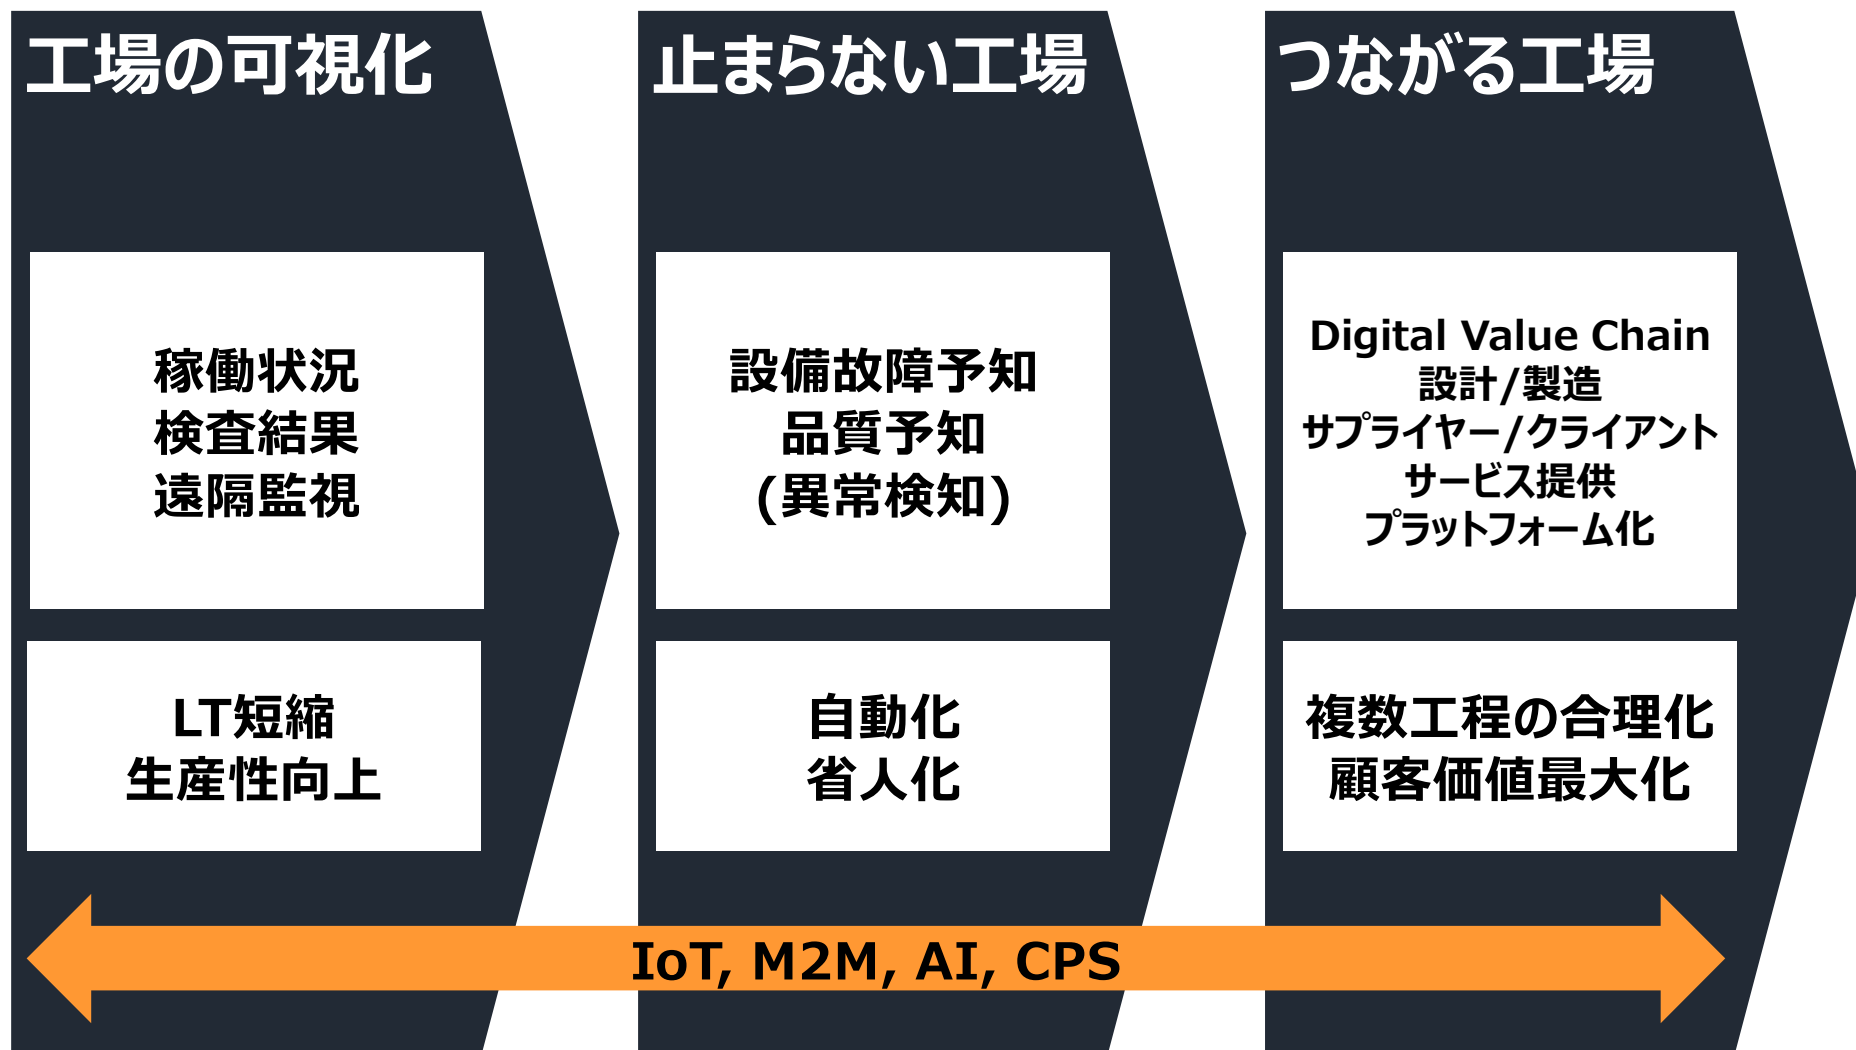 工場の可視化
稼働状況
検査結果
遠隔監視
LT短縮
生産性向上
止まらない工場
設備故障予知
品質予知
(異常検知)
自動化
省人化
つながる工場
Digital Value Chain
設計/製造
サプライヤー/クライアント
サービス提供
プラットフォーム化
複数工程の合理化
顧客価値最大化
IoT, M2M, AI, CPS